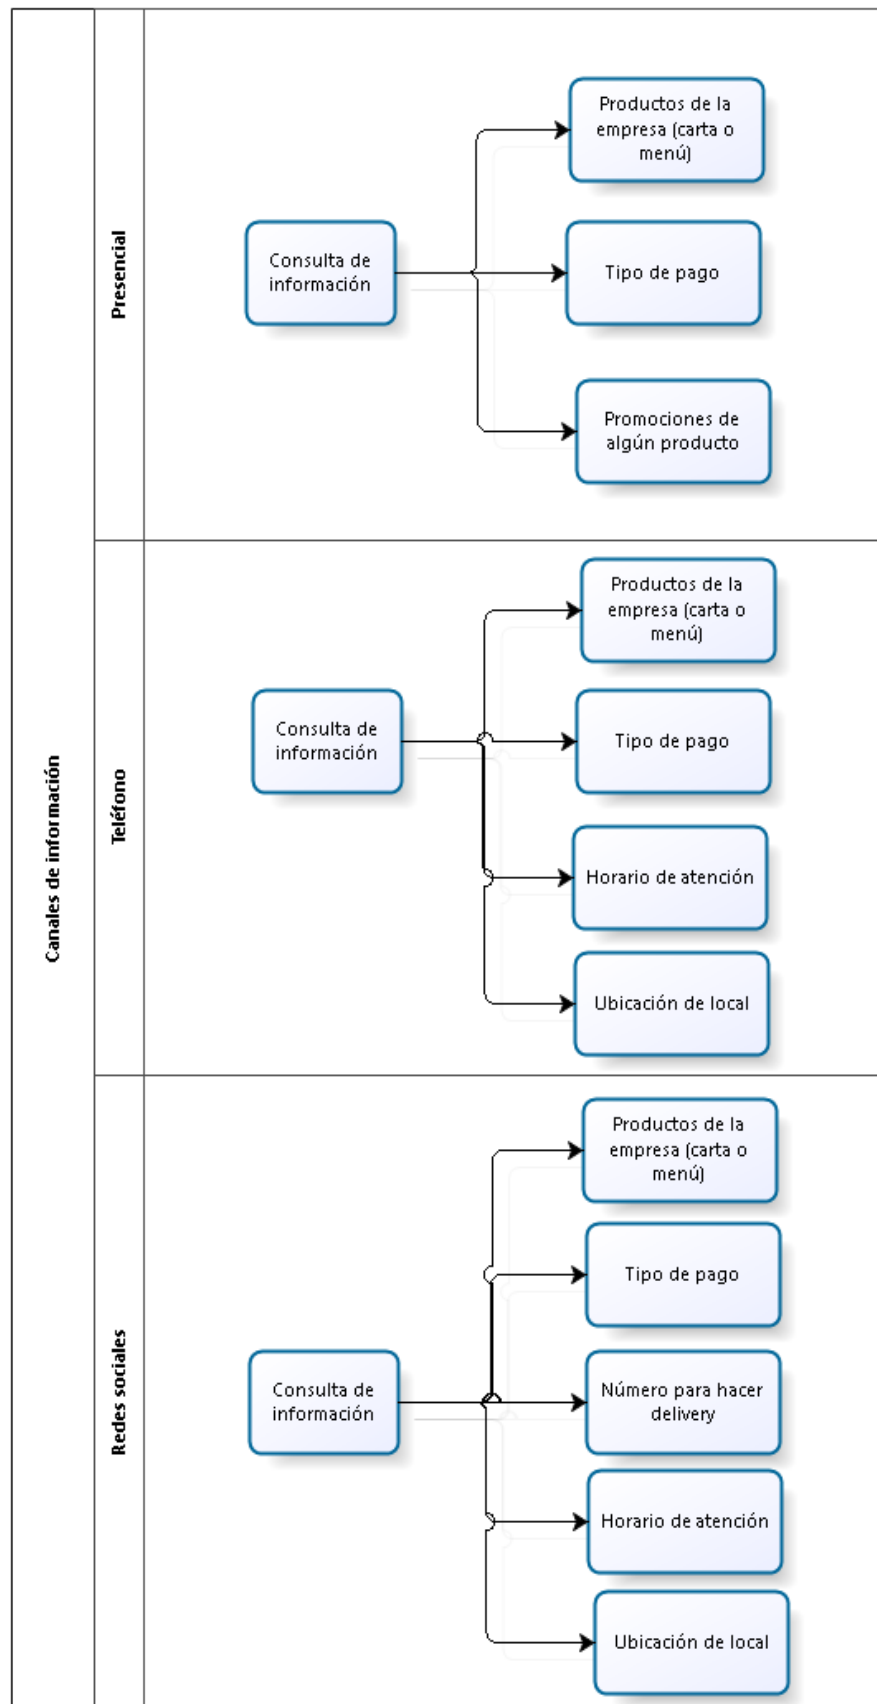 Canales de información
Presencial
Consulta de
información
Productos de la
empresa (carta o
menú)
Tipo de pago
Promociones de
algún producto
Teléfono
Consulta de
información
Productos de la
empresa (carta o
menú)
Tipo de pago
Horario de atención
Ubicación de local
Redes sociales
Consulta de
información
Productos de la
empresa (carta o
menú)
Tipo de pago
Número para hacer
delivery
Horario de atención
Ubicación de local